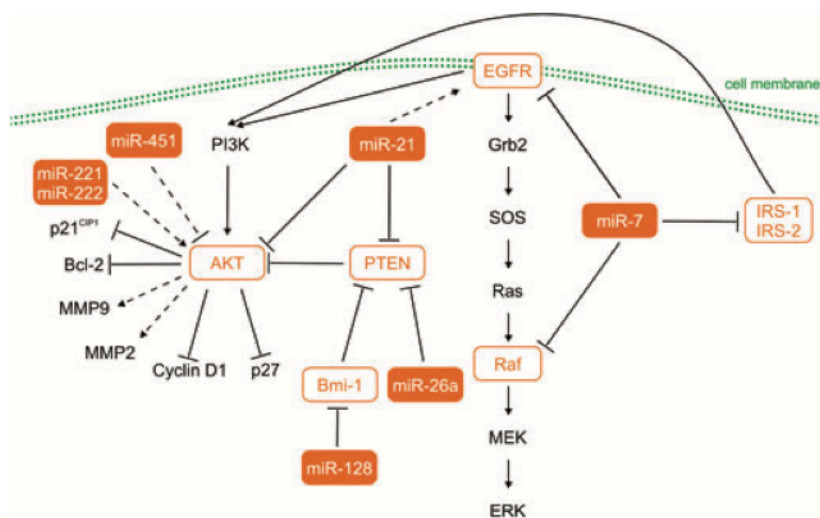 EGFR
cell membrane
miR-451
PI3K
miR-21
Grb2
miR-221
miR-222
p21CIP1
SOS
miR-7
IRS-1
IRS-2
Bcl-2
AKT
PTEN
MMP9
Ras
MMP2
Cyclin D1
p27
Bmi-1
miR-26a
Raf
MEK
miR-128
ERK